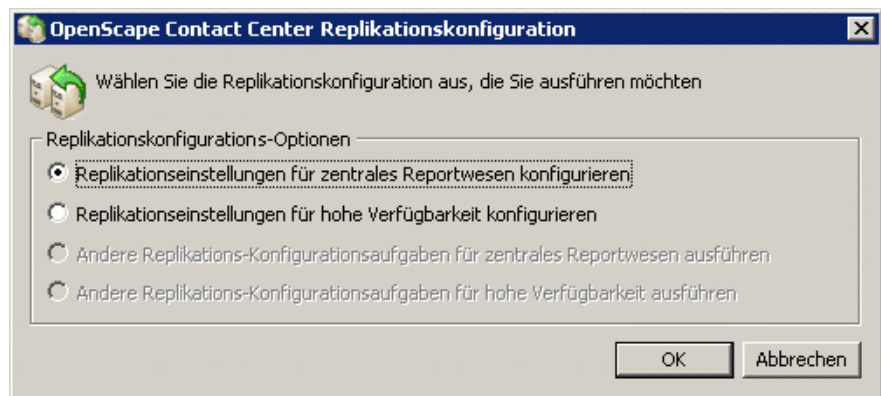 OpenScape Contact Center Replikationskonfiguration
Wählen Sie die Replikationskonfiguration aus, die Sie ausführen möchten
Replikationskonfigurations-Optionen
Replikationseinstellungen für zentrales Reportwesen konfigurieren
Replikationseinstellungen für hohe Verfügbarkeit konfigurieren
Andere Replikations-Konfigurationsaufgaben für zentrales Reportwesen ausführen
Andere Replikations-Konfigurationsaufgaben für hohe Verfügbarkeit ausführen
OK Abbrechen